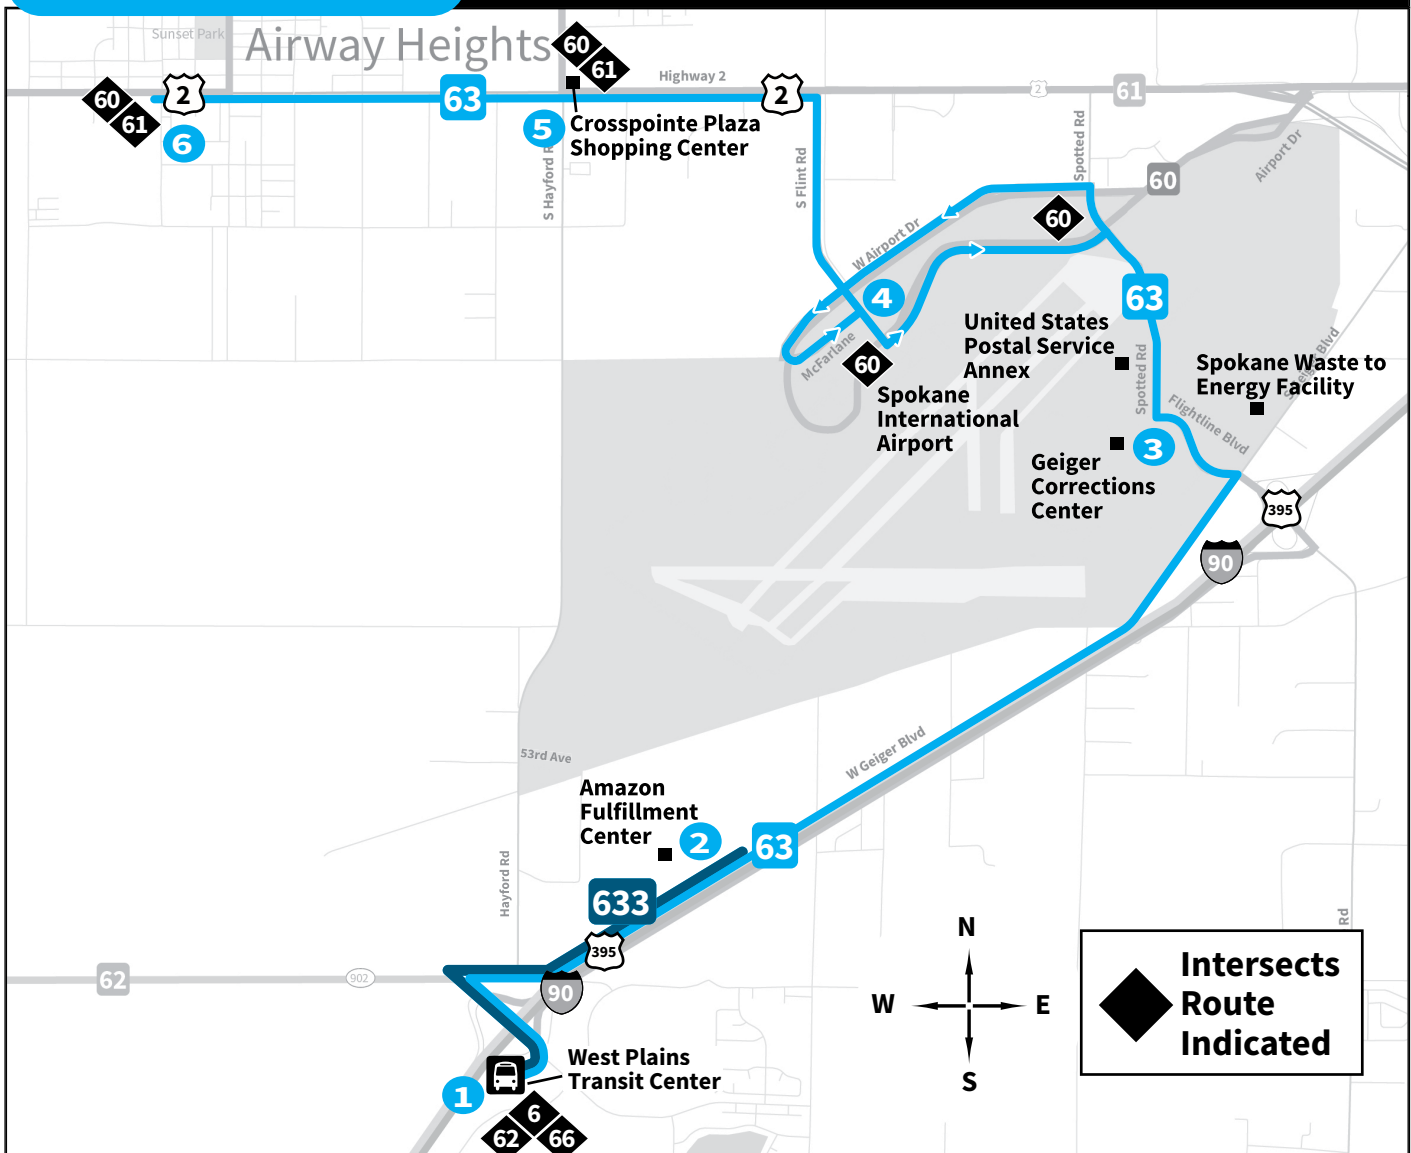 Sunset Park
Airway Heights
60
61
Highway 2
2
60
61
2
63
2
61
6
5
Crosspointe Plaza
Shopping Center
S Hayford R
S Flint Rd
Spotted Rd
Airport Dr
60
60
W Airport Dr
4
63
McFarlane
60
Spokane
International
Airport
United States
Postal Service
Annex
Spotted Rd
Spokane Waste to
Energy Facility
Blvd
Flightline Blvd
3
Geiger
Corrections
Center
395
90
53rd Ave
W Geiger Blvd
Amazon
Fulfillment
Center
2
63
Hayford Rd
633
395
Rd
62
902
90
N
W
E
S
Intersects
Route
Indicated
West Plains
Transit Center
1
6
62
66